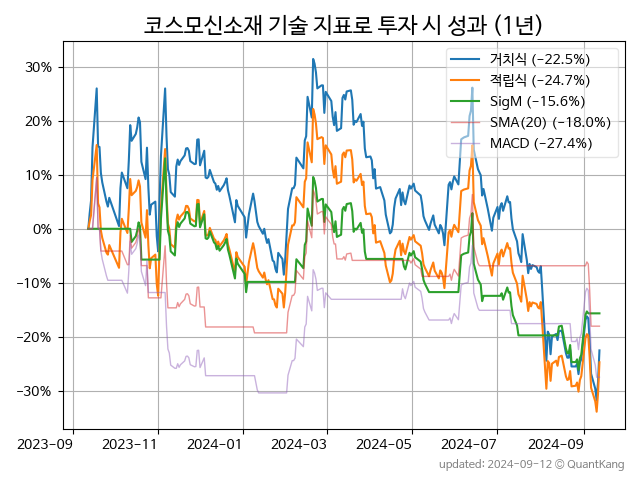 코스모신소재 기술 지표로 투자 시 성과 (1년)
거치식 (−22.5%)
적립식 (−24.7%)
SigM (−15.6%)
SMA(20) (−18.0%)
MACD (−27.4%)
30%
20%
10%
0%
−10%
−20%
−30%
2023-09 2023-11 2024-01 2024-03 2024-05 2024-07 2024-09
updated: 2024-09-12 © QuantKang